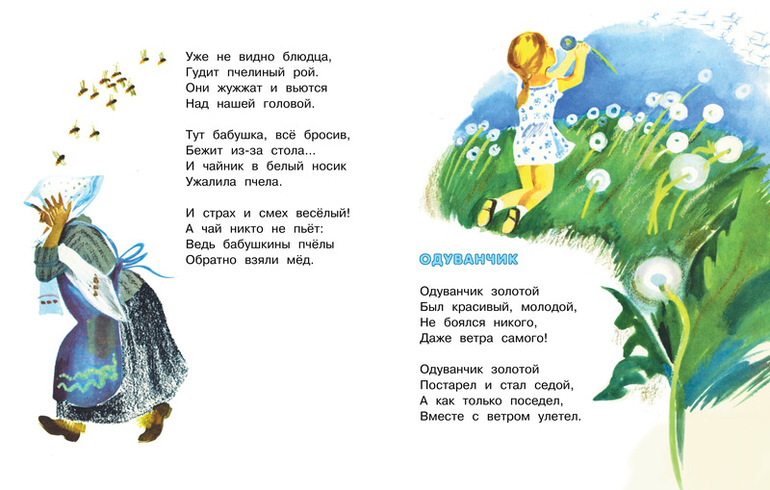 Уже не видно блюдца,
Гудит пчелиный рой.
Они жужжат и вьются
Над нашей головой.
Тут бабушка, всё бросив,
Бежит из-за стола...
И чайник в белый носик
Ужалила пчела.
И страх и смех весёлый!
А чай никто не пьёт:
Ведь бабушкины пчёлы
Обратно взяли мёд.
ОДУВАНЧИК
Одуванчик золотой
Был красивый, молодой,
Не боялся никого,
Даже ветра самого!
Одуванчик золотой
Постарел и стал седой,
А как только поседел,
Вместе с ветром улетел.